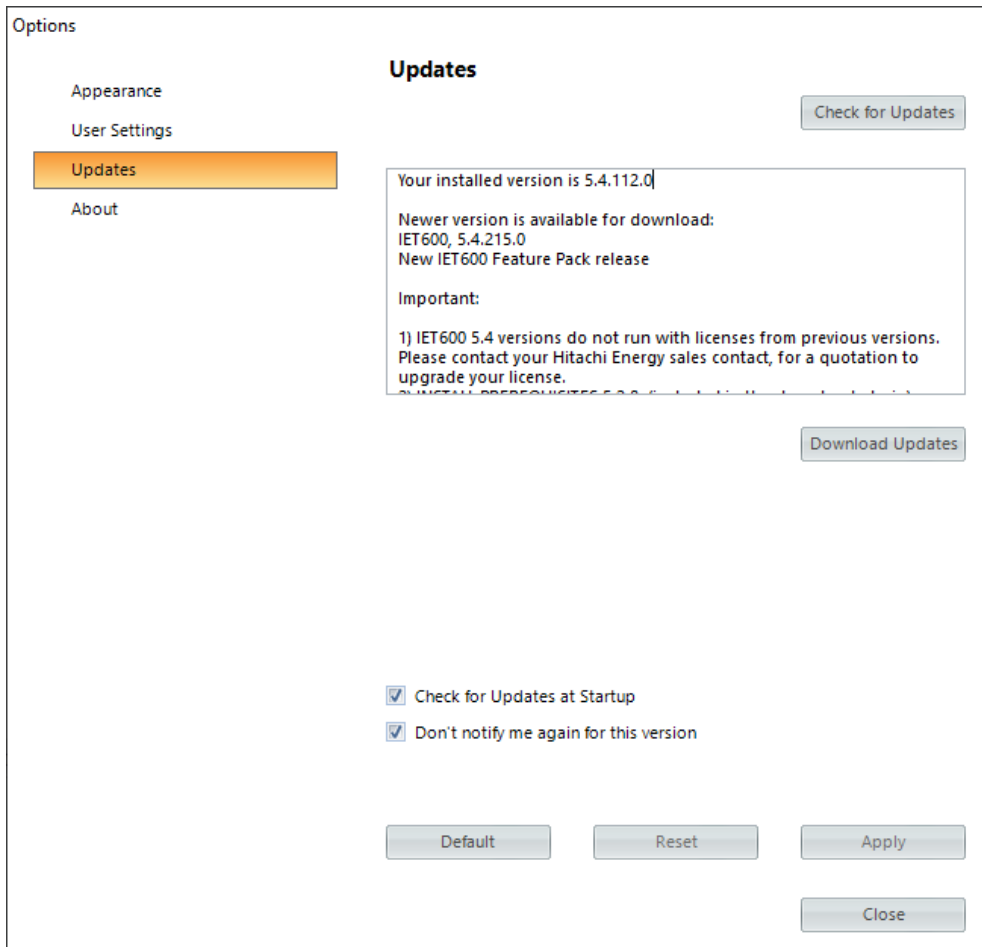 Options
Appearance
User Settings
Updates
About
Updates
Check for Updates
Your installed version is 5.4.112.0
Newer version is available for download:
IET600, 5.4.215.0
New IET600 Feature Pack release
Important:
1) IET600 5.4 versions do not run with licenses from previous versions.
Please contact your Hitachi Energy sales contact, for a quotation to
upgrade your license.
Download Updates
Check for Updates at Startup
Don't notify me again for this version
Default
Reset
Apply
Close